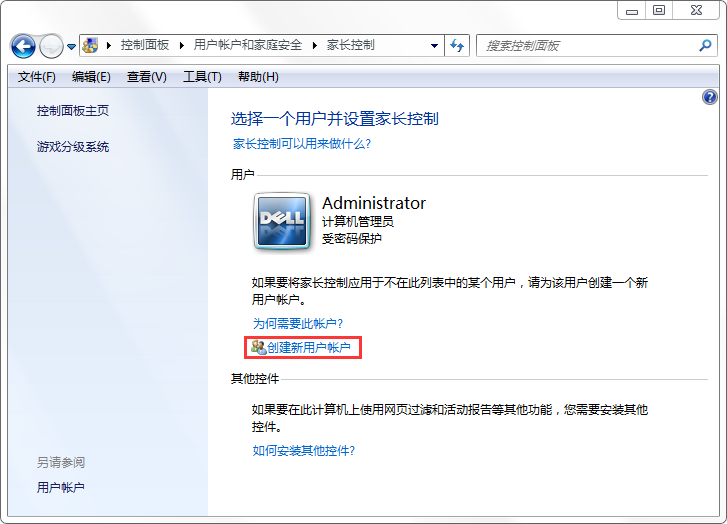 控制面板 ▸ 用户帐户和家庭安全 ▸ 家长控制
搜索控制面板
文件(F) 编辑(E) 查看(V) 工具(T) 帮助(H)
控制面板主页
游戏分级系统
另请参阅
用户帐户
选择一个用户并设置家长控制
家长控制可以用来做什么?
用户
DELL
Administrator
计算机管理员
受密码保护
如果要将家长控制应用于不在此列表中的某个用户，请为该用户创建一个新
用户帐户。
为何需要此帐户?
创建新用户帐户
其他控件
如果要在此计算机上使用网页过滤和活动报告等其他功能，您需要安装其他
控件。
如何安装其他控件?